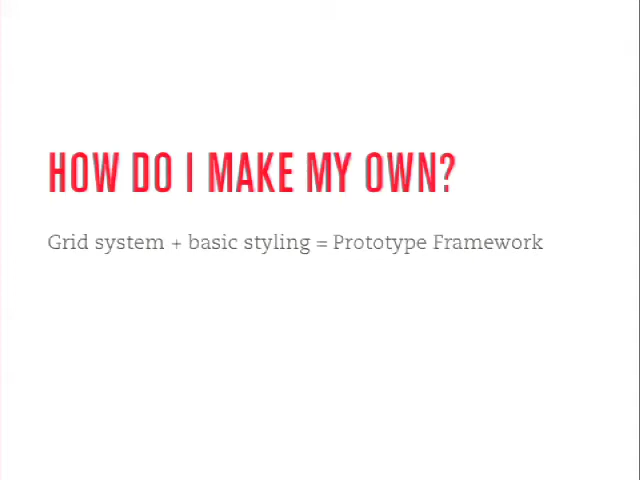 HOW DO I MAKE MY OWN?
Grid system + basic styling = Prototype Framework